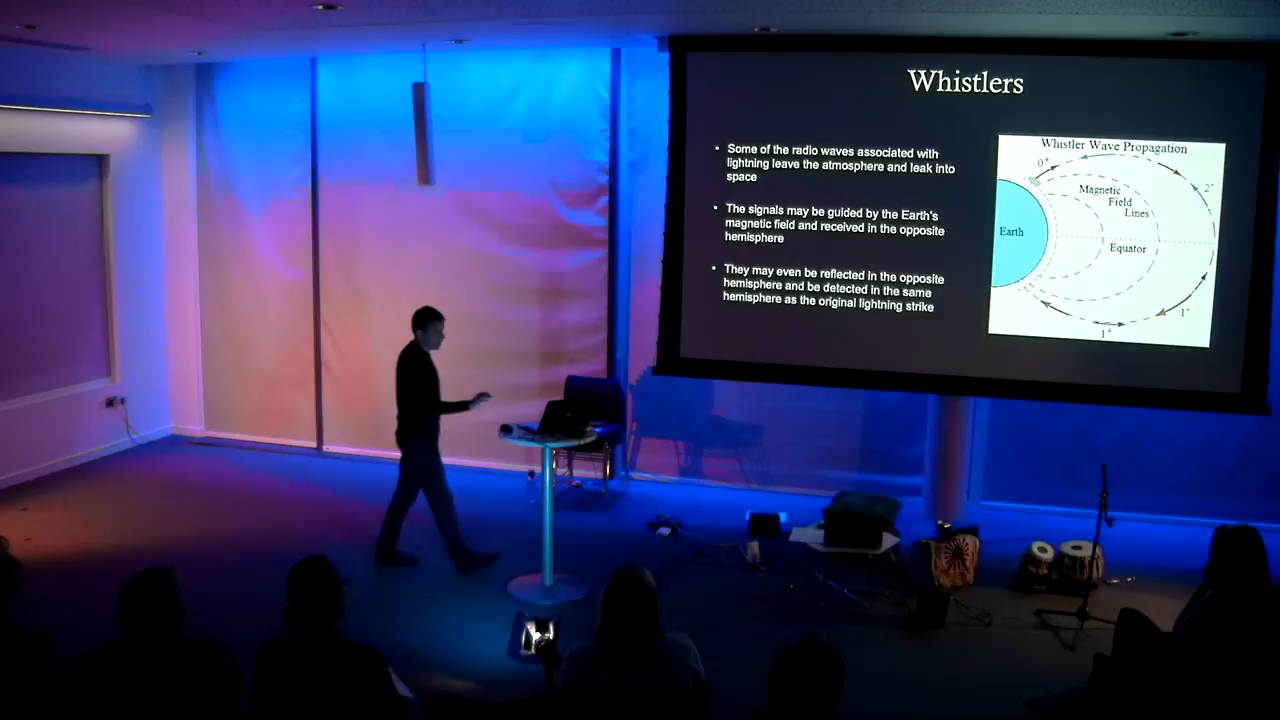 Whistlers
• Some of the radio waves associated with
lightning leave the atmosphere and leak into
space
• The signals may be guided by the Earth's
magnetic field and received in the opposite
hemisphere
• They may even be reflected in the opposite
hemisphere and be detected in the same
hemisphere as the original lightning strike
Whistler Wave Propagation
0+
2-
Magnetic
Field
Lines
Earth
Equator
1-
1+